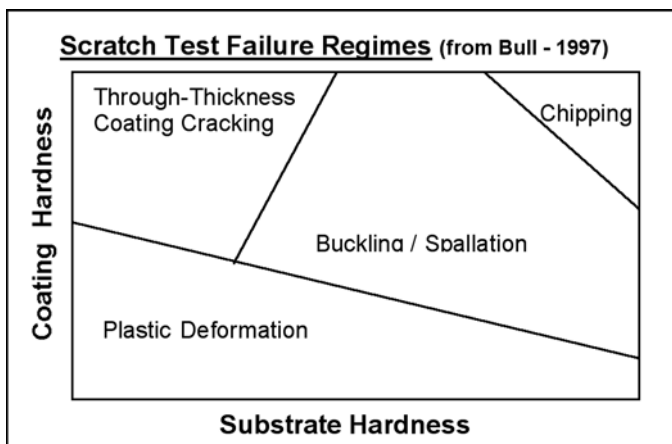 Scratch Test Failure Regimes (from Bull - 1997)
Through-Thickness
Coating Cracking
Chipping
Buckling / Spallation
Plastic Deformation
Coating Hardness
Substrate Hardness